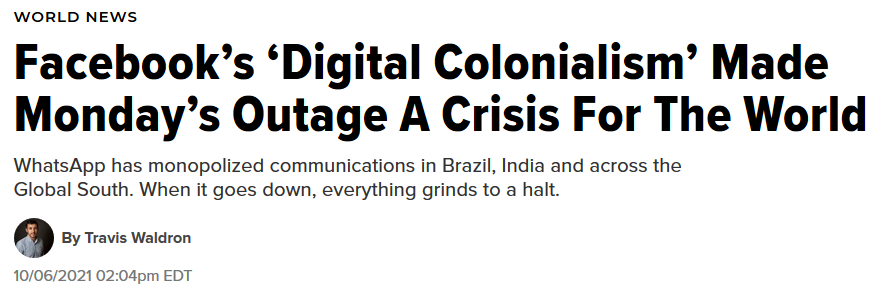 WORLD NEWS
Facebook’s ‘Digital Colonialism’ Made
Monday’s Outage A Crisis For The World
WhatsApp has monopolized communications in Brazil, India and across the
Global South. When it goes down, everything grinds to a halt.
By Travis Waldron
10/06/2021 02:04pm EDT